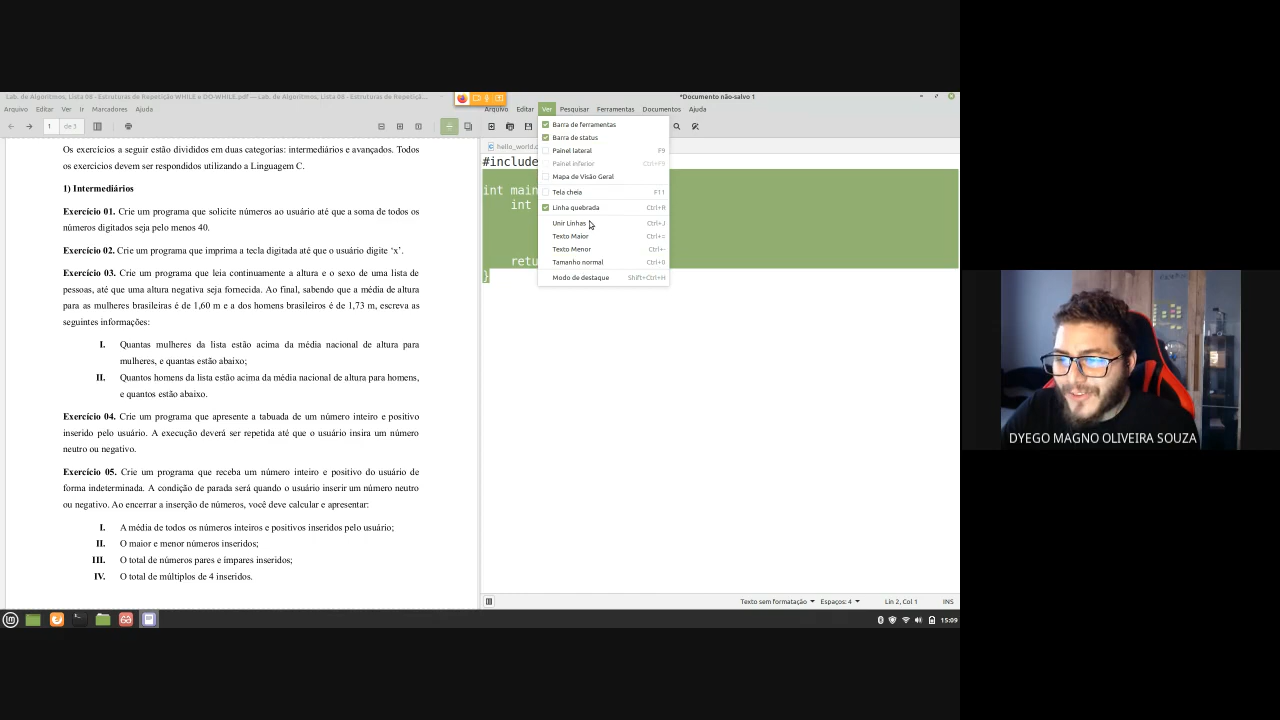 Lab. de Algoritmos, Lista 08 - Estruturas de Repetição WHILE e DO-WHILE.pdf — Lab. de Algoritmos, Lista 08 - Estruturas de Repetiçã...
Arquivo Editar Ver Ir Marcadores Ajuda
1 de 3
Os exercícios a seguir estão divididos em duas categorias: intermediários e avançados. Todos
os exercícios devem ser respondidos utilizando a Linguagem C.
1) Intermediários
Exercício 01. Crie um programa que solicite números ao usuário até que a soma de todos os
números digitados seja pelo menos 40.
Exercício 02. Crie um programa que imprima a tecla digitada até que o usuário digite ‘x’.
Exercício 03. Crie um programa que leia continuamente a altura e o sexo de uma lista de
pessoas, até que uma altura negativa seja fornecida. Ao final, sabendo que a média de altura
para as mulheres brasileiras é de 1,60 m e a dos homens brasileiros é de 1,73 m, escreva as
seguintes informações:
I. Quantas mulheres da lista estão acima da média nacional de altura para
mulheres, e quantas estão abaixo;
II. Quantos homens da lista estão acima da média nacional de altura para homens,
e quantos estão abaixo.
Exercício 04. Crie um programa que apresente a tabuada de um número inteiro e positivo
inserido pelo usuário. A execução deverá ser repetida até que o usuário insira um número
neutro ou negativo.
Exercício 05. Crie um programa que receba um número inteiro e positivo do usuário de
forma indeterminada. A condição de parada será quando o usuário inserir um número neutro
ou negativo. Ao encerrar a inserção de números, você deve calcular e apresentar:
I. A média de todos os números inteiros e positivos inseridos pelo usuário;
II. O maior e menor números inseridos;
III. O total de números pares e ímpares inseridos;
IV. O total de múltiplos de 4 inseridos.
*Documento não-salvo 1
Arquivo Editar Ver Pesquisar Ferramentas Documentos Ajuda
hello_world.c
#include
int main
int
retu
}
Barra de ferramentas
Barra de status
Painel lateral F9
Painel inferior Ctrl+F9
Mapa de Visão Geral
Tela cheia F11
Linha quebrada Ctrl+R
Unir Linhas Ctrl+J
Texto Maior Ctrl+=
Texto Menor Ctrl+-
Tamanho normal Ctrl+0
Modo de destaque Shift+Ctrl+H
Texto sem formatação Espaços: 4 Lin 2, Col 1 INS
15:09
DYEGO MAGNO OLIVEIRA SOUZA